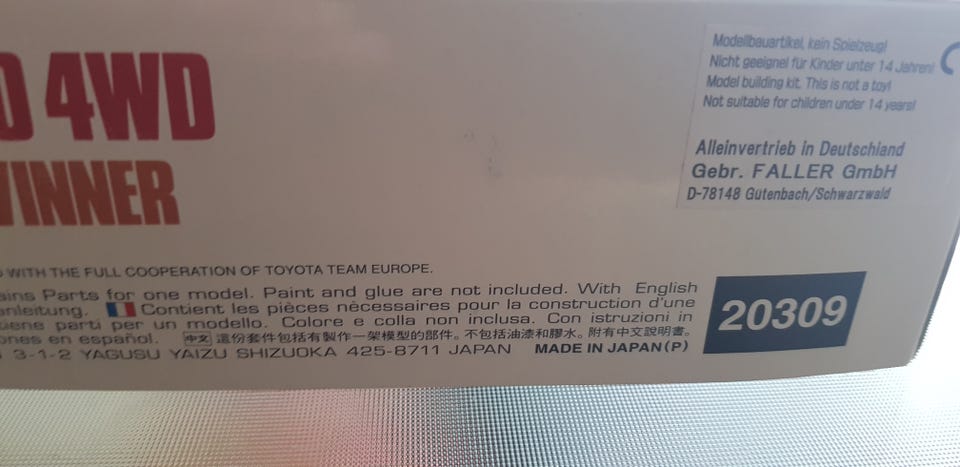 4WD
WINNER
WITH THE FULL COOPERATION OF TOYOTA TEAM EUROPE.
Parts for one model. Paint and glue are not included. With English
Contient les pièces nècessaires pour la construction d'une
parti per un modello. Colore e colla non inclusa. Con istruzioni in
en español. 中文 這份套件包括有製作一架模型的部件。不包括油漆和膠水。附有中文說明書。
3-1-2 YAGUSU YAIZU SHIZUOKA 425-8711 JAPAN MADE IN JAPAN(P)
20309
Modellbauartikel, kein Spielzeug!
Nicht geeignet für Kinder unter 14 Jahren!
Model building kit. This is not a toy!
Not suitable for children under 14 years!
Alleinvertrieb in Deutschland
Gebr. FALLER GmbH
D-78148 Gütenbach/Schwarzwald